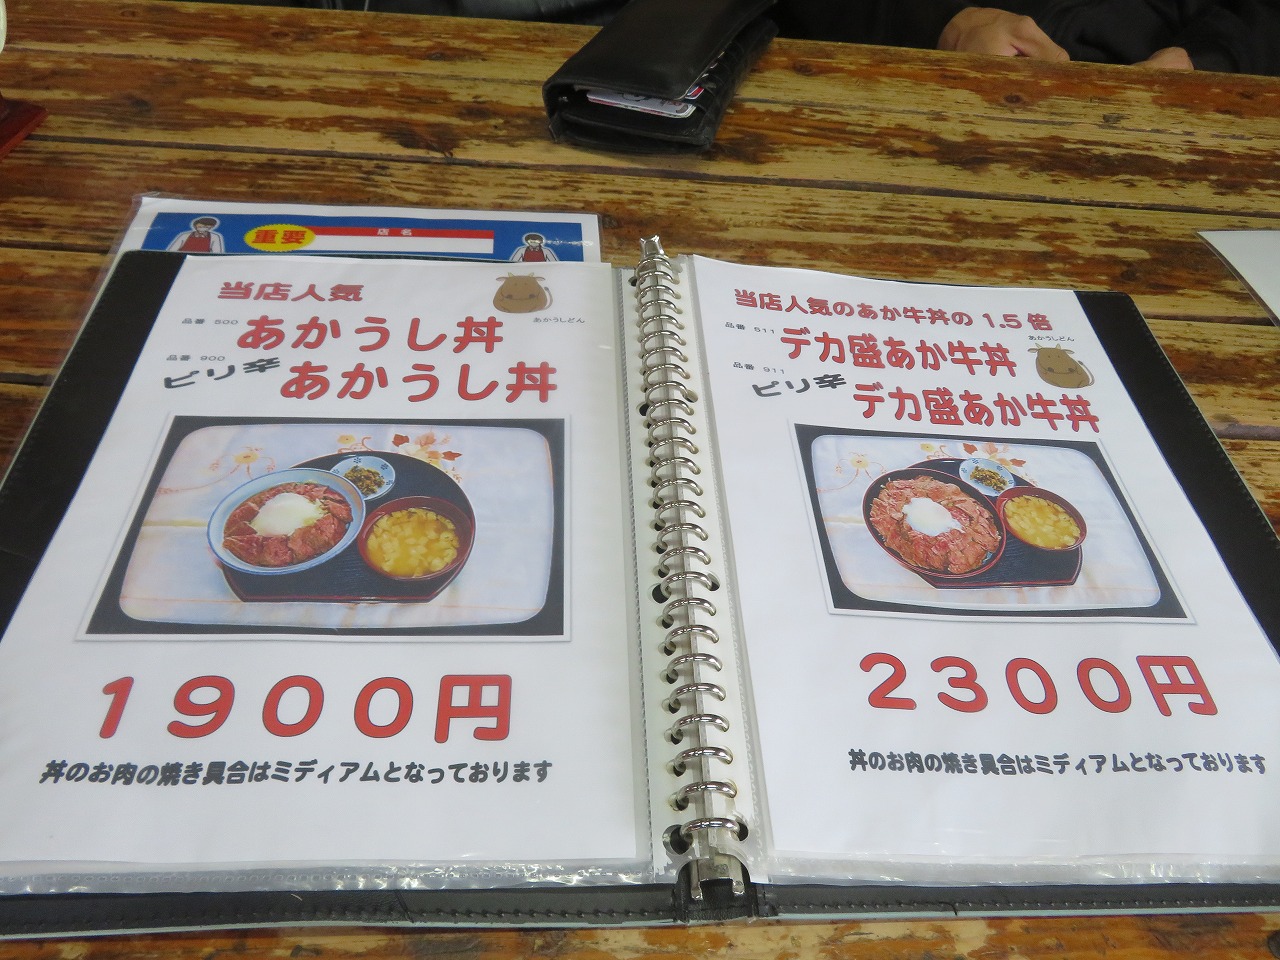 重要
店名
当店人気
あかうしどん
品番 500 あかうし丼
品番 900 ピリ辛 あかうし丼
1900円
丼のお肉の焼き具合はミディアムとなっております
当店人気のあか牛丼の1.5倍
あかうしどん
品番 511 デカ盛あか牛丼
品番 911 ピリ辛 デカ盛あか牛丼
2300円
丼のお肉の焼き具合はミディアムとなっております